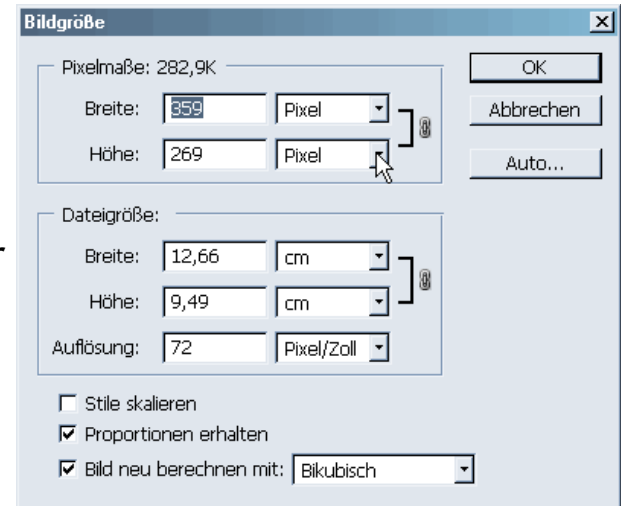 Bildgröße
Pixelmaße: 282,9K
OK
Breite: 359 Pixel
Abbrechen
Höhe: 269 Pixel
Auto...
Dateigröße:
Breite: 12,66 cm
Höhe: 9,49 cm
Auflösung: 72 Pixel/Zoll
Stile skalieren
Proportionen erhalten
Bild neu berechnen mit: Bikubisch